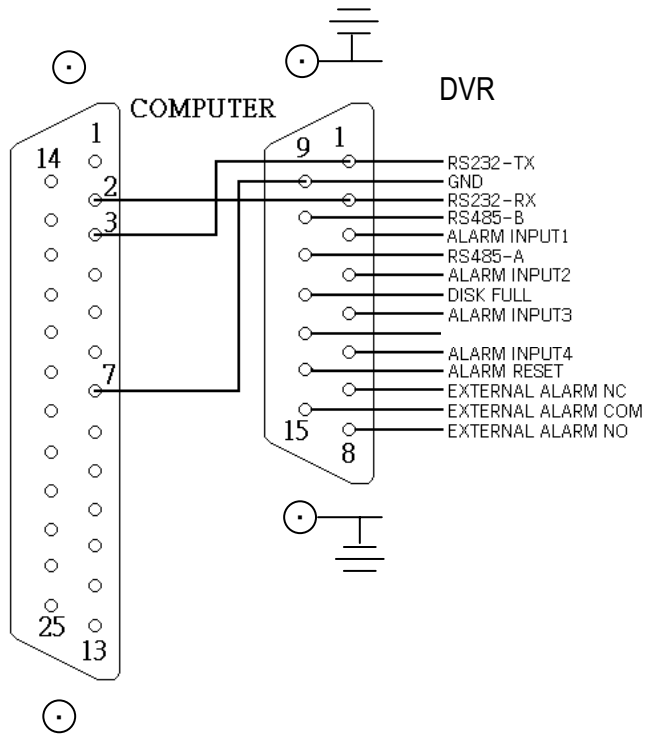 DVR
COMPUTER
1
14
2
3
7
25
13
9
1
15
8
RS232-TX
GND
RS232-RX
RS485-B
ALARM INPUT1
RS485-A
ALARM INPUT2
DISK FULL
ALARM INPUT3
ALARM INPUT4
ALARM RESET
EXTERNAL ALARM NC
EXTERNAL ALARM COM
EXTERNAL ALARM NO